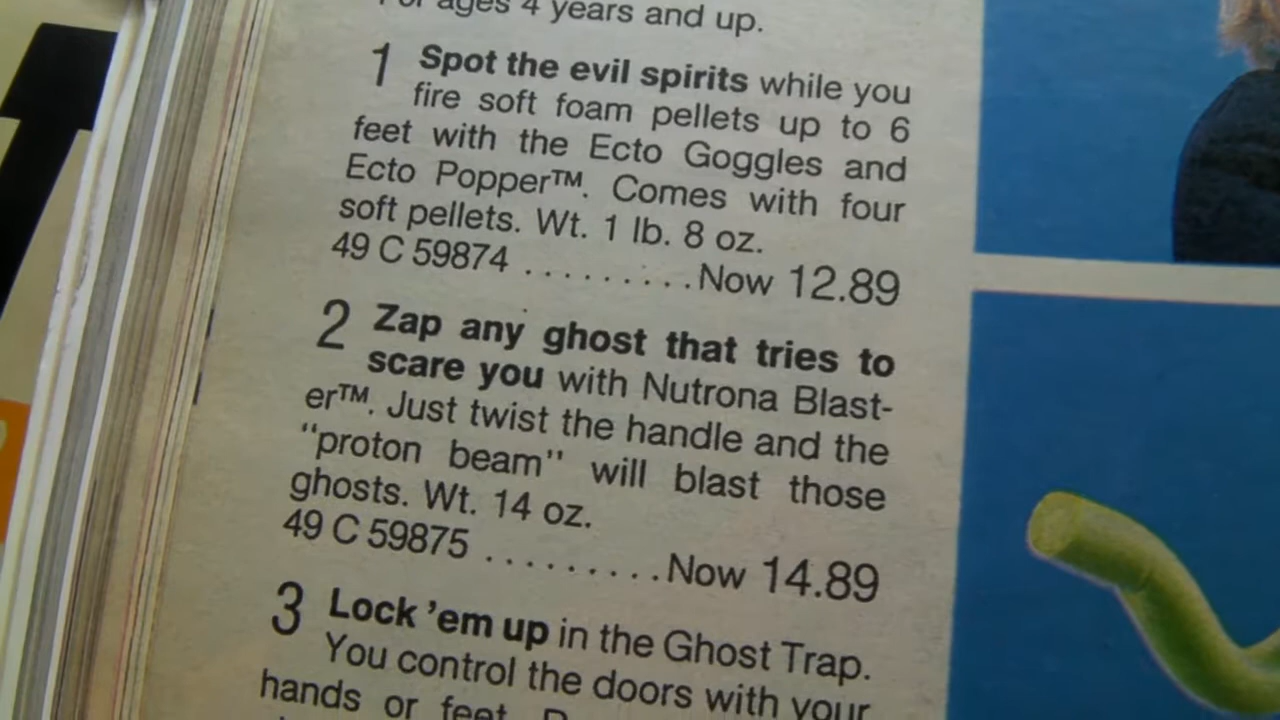 For ages 4 years and up.
1 Spot the evil spirits while you
fire soft foam pellets up to 6
feet with the Ecto Goggles and
Ecto Popper™. Comes with four
soft pellets. Wt. 1 lb. 8 oz.
49 C 59874 . . . . . . . . . Now 12.89
2 Zap any ghost that tries to
scare you with Nutrona Blast-
er™. Just twist the handle and the
"proton beam" will blast those
ghosts. Wt. 14 oz.
49 C 59875 . . . . . . . . . Now 14.89
3 Lock 'em up in the Ghost Trap.
You control the doors with your
hands or feet.